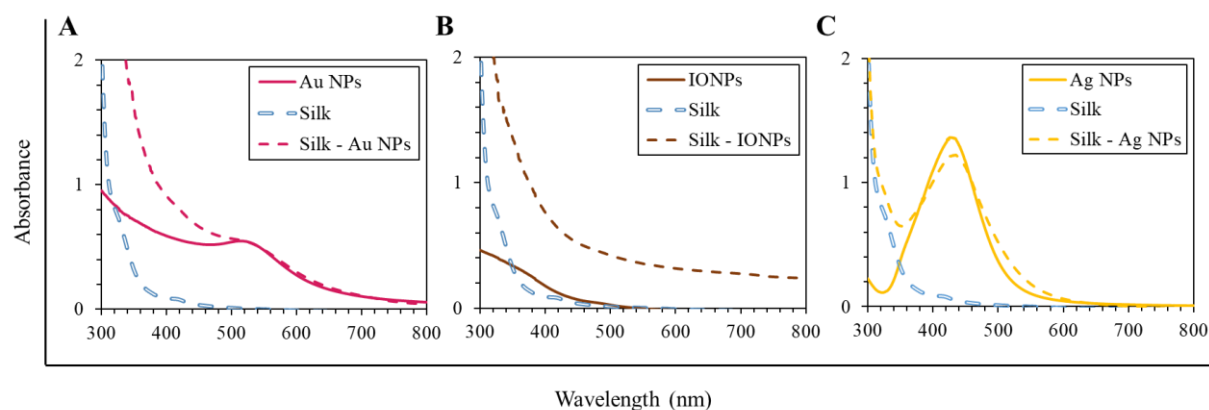 A
B
C
2
1
0
300 400 500 600 700 800
Au NPs
Silk
Silk - Au NPs
2
1
0
300 400 500 600 700 800
IONPs
Silk
Silk - IONPs
2
1
0
300 400 500 600 700 800
Ag NPs
Silk
Silk - Ag NPs
Absorbance
Wavelength (nm)